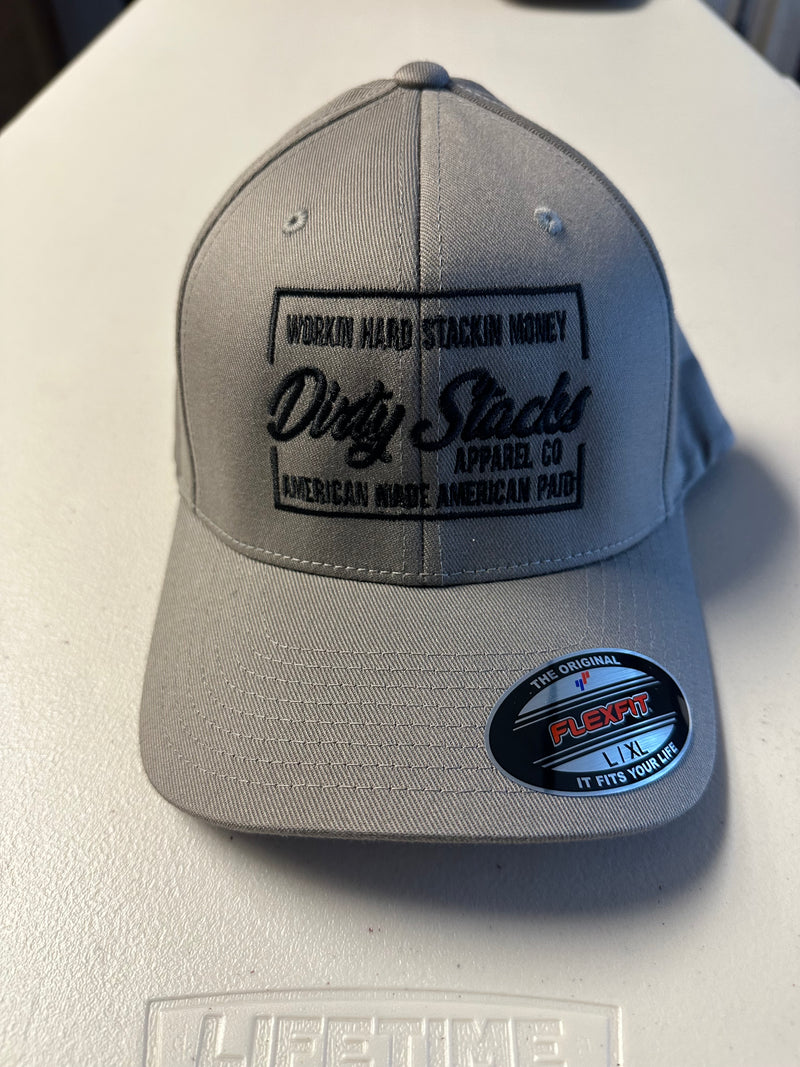 WORKIN HARD STACKIN MONEY
Dirty Stacks
APPAREL CO
AMERICAN MADE AMERICAN PAID
THE ORIGINAL
FLEXFIT
L/XL
IT FITS YOUR LIFE
LIFETIME